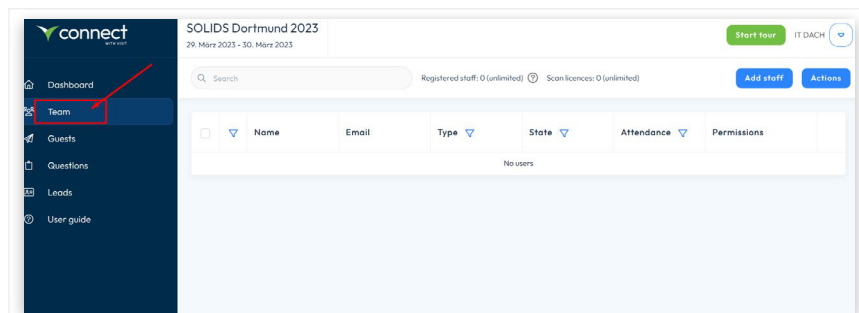 connect
WITH VISIT
SOLIDS Dortmund 2023
29. März 2023 - 30. März 2023
Start tour
IT DACH
Dashboard
Team
Guests
Questions
Leads
User guide
Search
Registered staff: 0 (unlimited) ? Scan licences: 0 (unlimited)
Add staff
Actions
Name Email Type State Attendance Permissions
No users